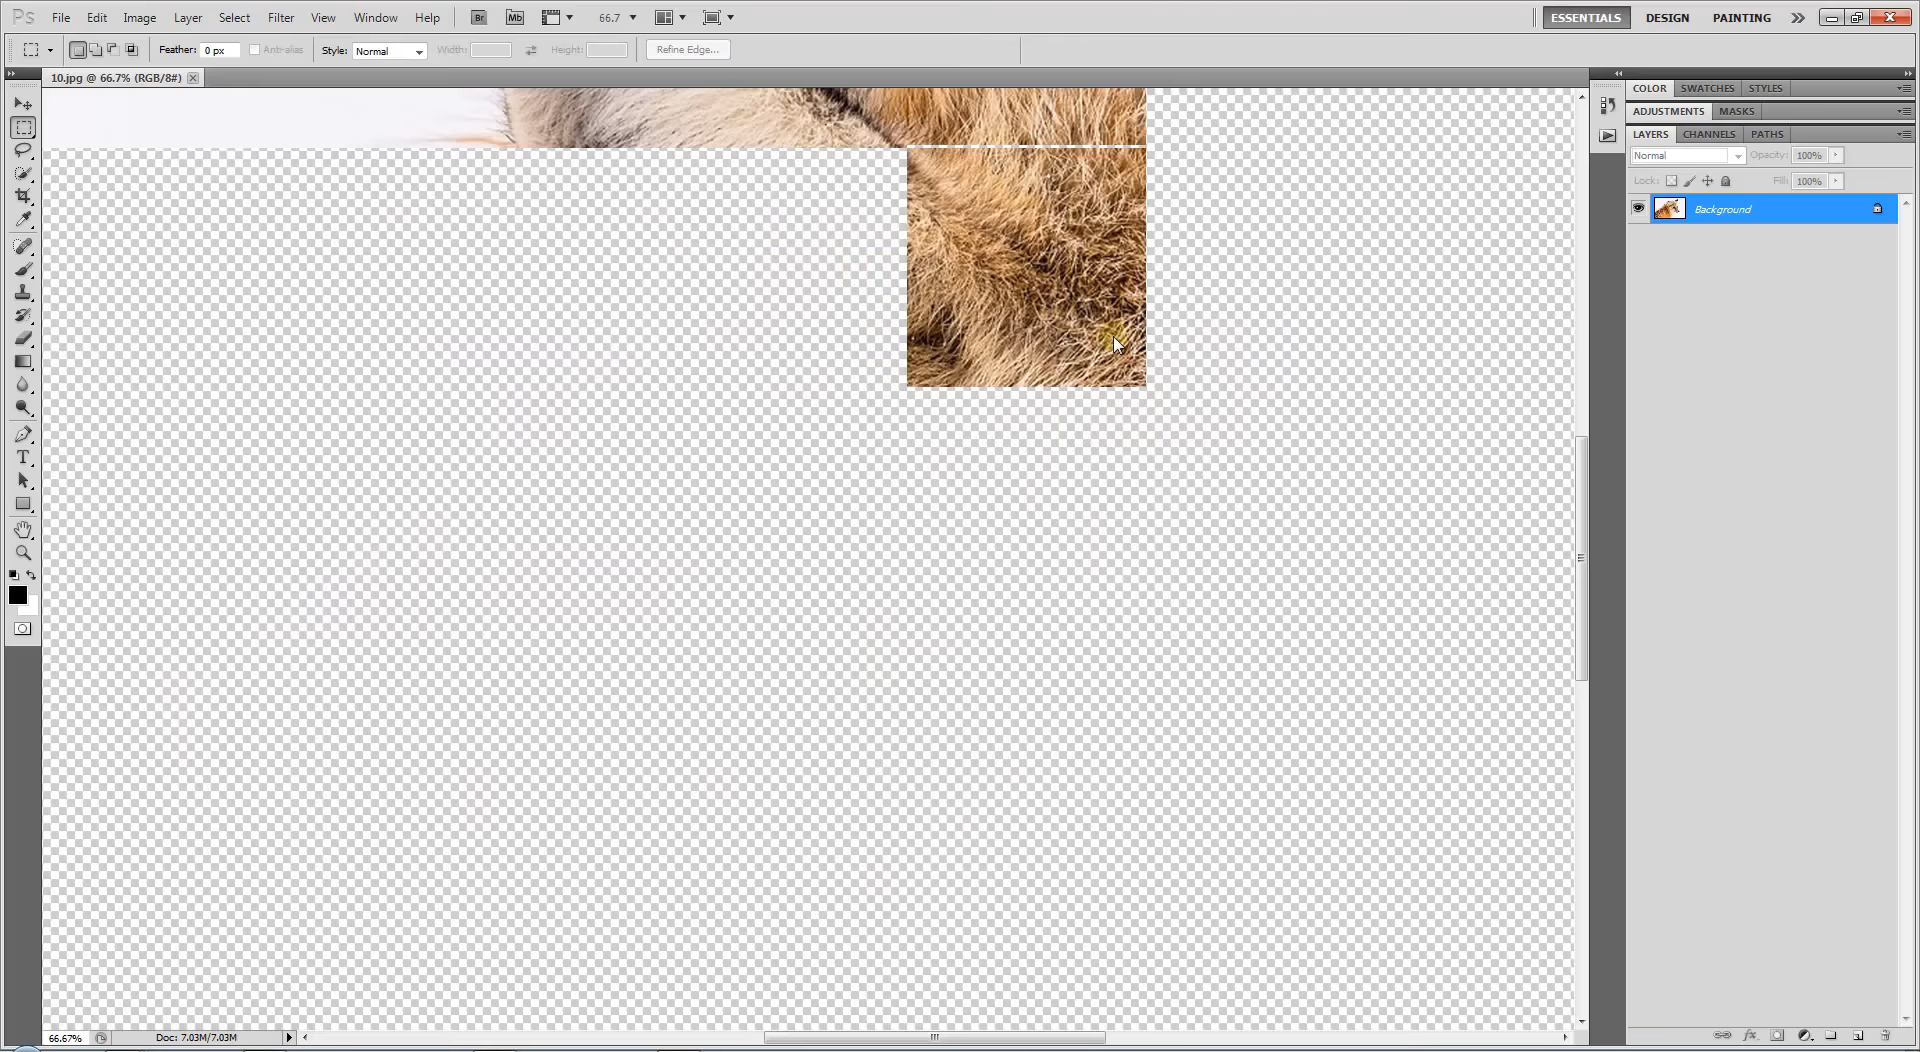 Ps File Edit Image Layer Select Filter View Window Help Br Mb 66.7 ESSENTIALS DESIGN PAINTING
Feather: 0 px Anti-alias Style: Normal Width: Height: Refine Edge...
10.jpg @ 66.7% (RGB/8#)
COLOR SWATCHES STYLES
ADJUSTMENTS MASKS
LAYERS CHANNELS PATHS
Normal Opacity: 100%
Lock: Fill: 100%
Background
T
66.67% Doc: 7.03M/7.03M
fx